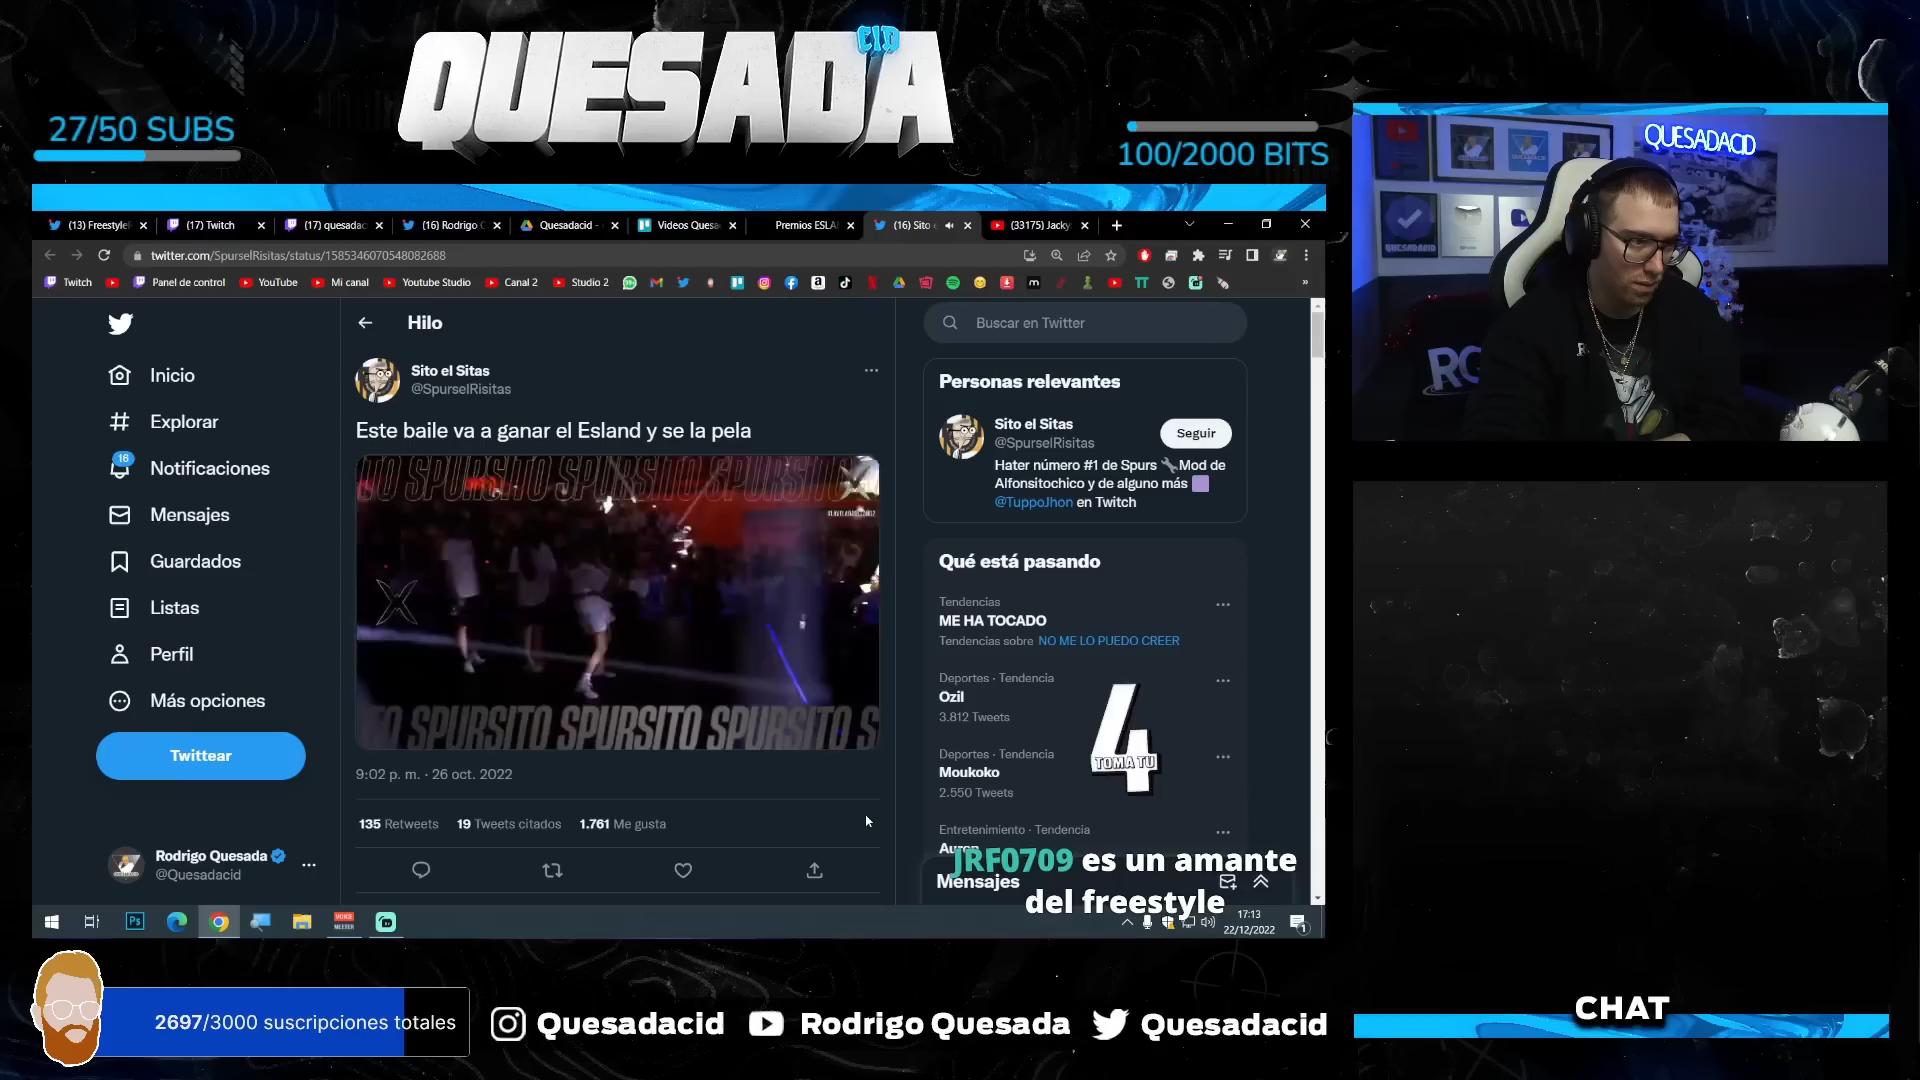 QUESADA
CID
27/50 SUBS
100/2000 BITS
QUESADACID
(13) Freestyle
(17) Twitch
(17) quesadac
(16) Rodrigo
Quesadacid -
Videos Quesa
Premios ESLA
(16) Sito
(33175) Jacky
twitter.com/SpurselRisitas/status/1585346070548082688
Twitch
Panel de control
YouTube
Mi canal
Youtube Studio
Canal 2
Studio 2
Hilo
Buscar en Twitter
Inicio
Explorar
16
Notificaciones
Mensajes
Guardados
Listas
Perfil
Más opciones
Twittear
Rodrigo Quesada
@Quesadacid
Sito el Sitas
@SpurselRisitas
Este baile va a ganar el Esland y se la pela
SPURSITO SPURSITO
SPURSITO SPURSITO
9:02 p. m. · 26 oct. 2022
135 Retweets 19 Tweets citados 1.761 Me gusta
Personas relevantes
Sito el Sitas
@SpurselRisitas
Seguir
Hater número #1 de Spurs Mod de
Alfonsitochico y de alguno más
@TuppoJhon en Twitch
Qué está pasando
Tendencias
ME HA TOCADO
Tendencias sobre NO ME LO PUEDO CREER
Deportes · Tendencia
Ozil
3.812 Tweets
Deportes · Tendencia
Moukoko
2.550 Tweets
Entretenimiento · Tendencia
4
TOMA TU
JRF0709 es un amante
del freestyle
Mensajes
Ps
VOICE
MEETER
17:13
22/12/2022
1
2697/3000 suscripciones totales
Quesadacid
Rodrigo Quesada
Quesadacid
CHAT